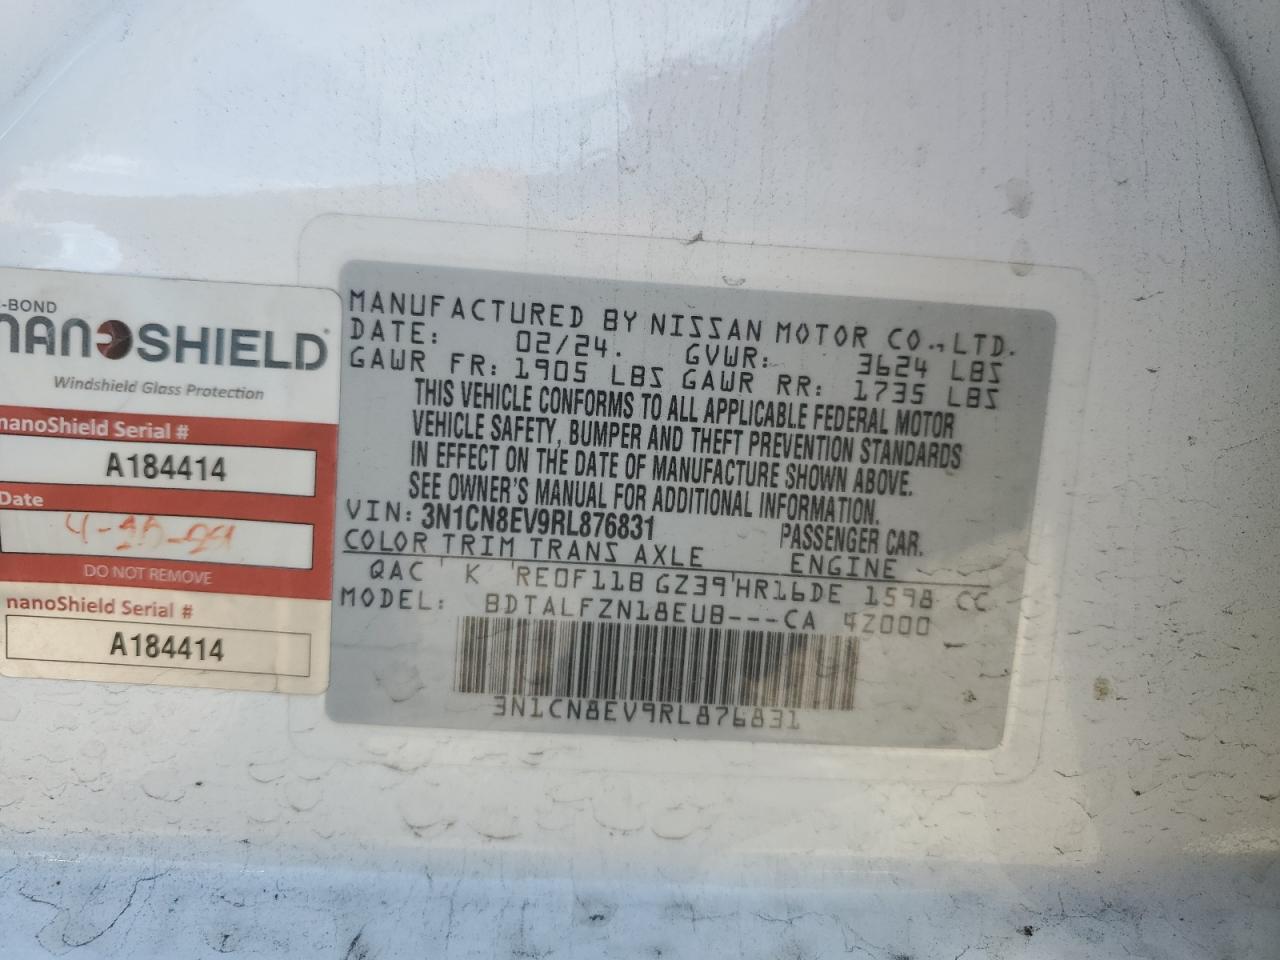 -BOND
nanoSHIELD
Windshield Glass Protection
nanoShield Serial #
A184414
Date
DO NOT REMOVE
nanoShield Serial #
A184414
MANUFACTURED BY NISSAN MOTOR CO.,LTD.
DATE: 02/24. GVWR: 3624 LBS
GAWR FR: 1905 LBS GAWR RR: 1735 LBS
THIS VEHICLE CONFORMS TO ALL APPLICABLE FEDERAL MOTOR
VEHICLE SAFETY, BUMPER AND THEFT PREVENTION STANDARDS
IN EFFECT ON THE DATE OF MANUFACTURE SHOWN ABOVE.
SEE OWNER'S MANUAL FOR ADDITIONAL INFORMATION.
VIN: 3N1CN8EV9RL876831 PASSENGER CAR.
COLOR TRIM TRANS AXLE ENGINE
QAC K RE0F11B GZ39 HR16DE 1598 CC
MODEL: BDTALFZN18EUB---CA 4Z000
3N1CN8EV9RL876831